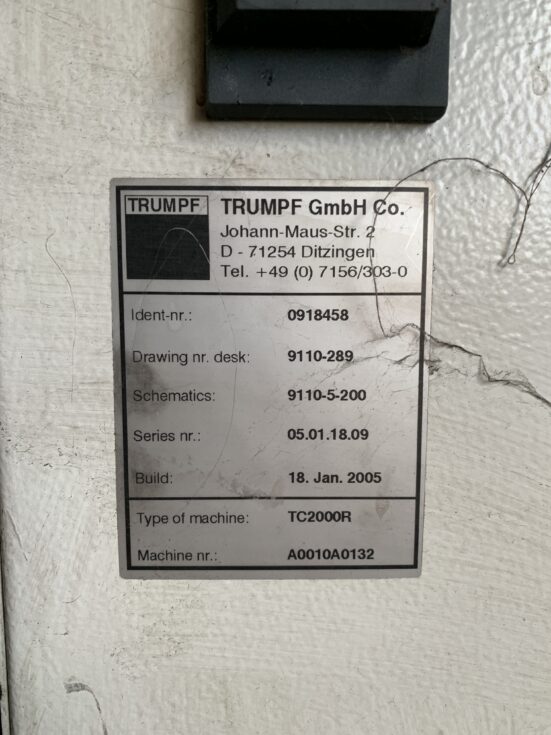 TRUMPF
TRUMPF GmbH Co.
Johann-Maus-Str. 2
D - 71254 Ditzingen
Tel. +49 (0) 7156/303-0
Ident-nr.: 0918458
Drawing nr. desk: 9110-289
Schematics: 9110-5-200
Series nr.: 05.01.18.09
Build: 18. Jan. 2005
Type of machine: TC2000R
Machine nr.: A0010A0132